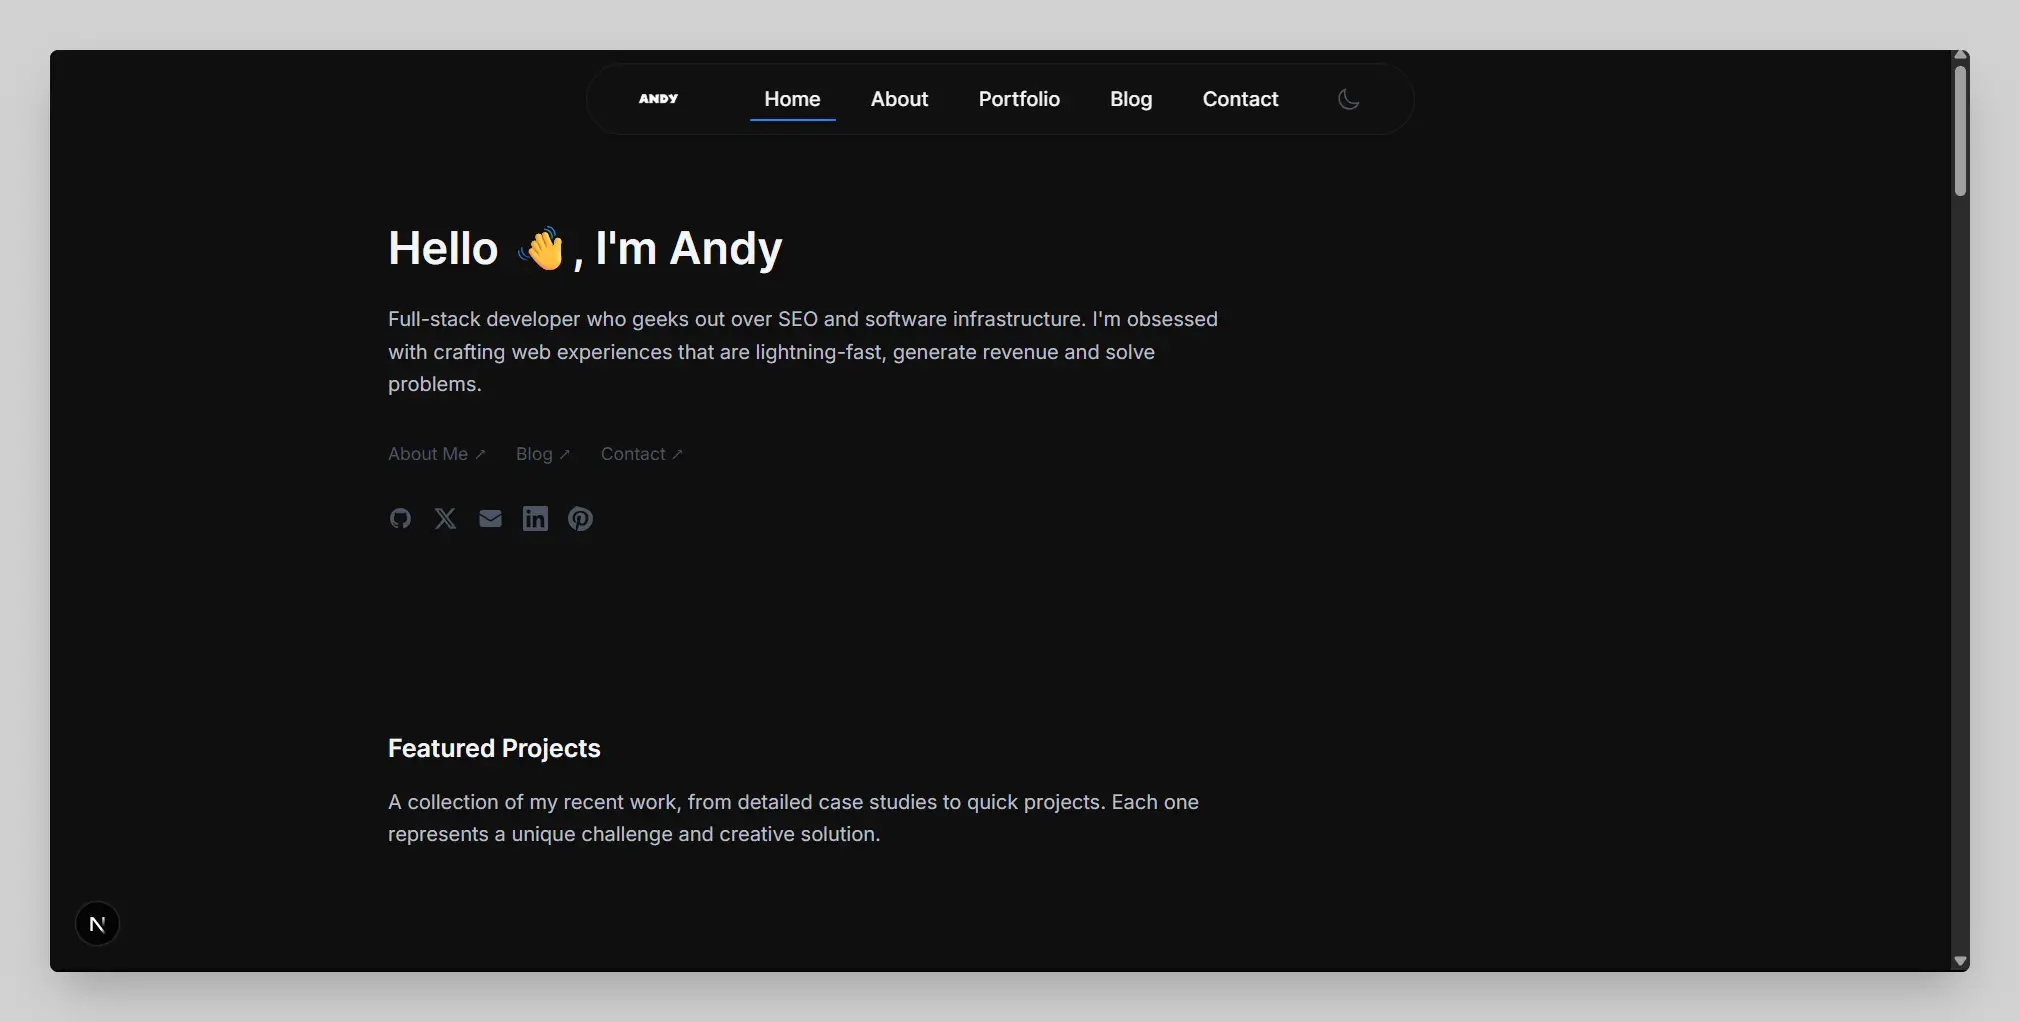 ANDY Home About Portfolio Blog Contact
Hello 👋, I'm Andy
Full-stack developer who geeks out over SEO and software infrastructure. I'm obsessed
with crafting web experiences that are lightning-fast, generate revenue and solve
problems.
About Me ↗ Blog ↗ Contact ↗
Featured Projects
A collection of my recent work, from detailed case studies to quick projects. Each one
represents a unique challenge and creative solution.
N